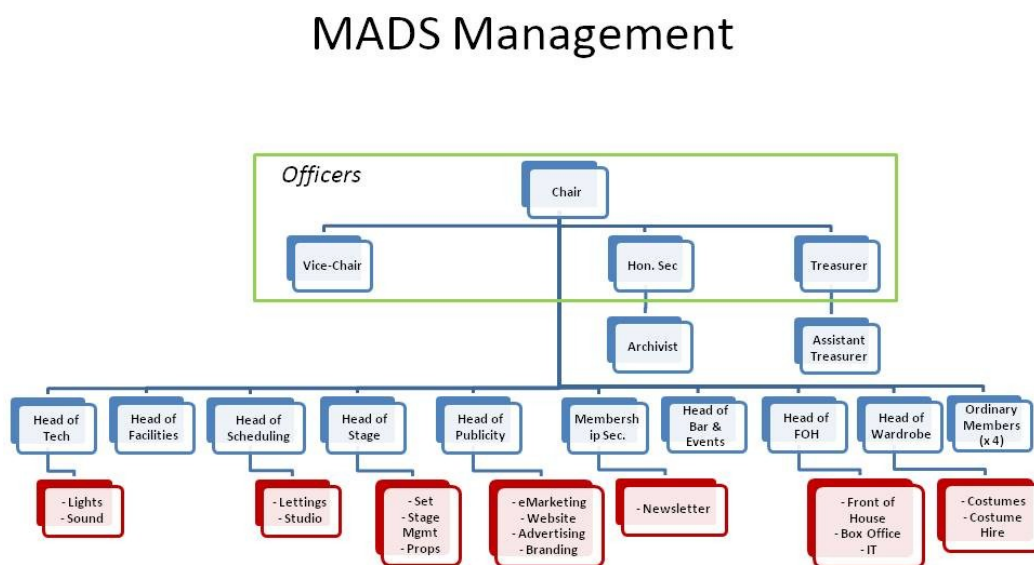 MADS Management
Officers
Chair
Vice-Chair
Hon. Sec
Treasurer
Archivist
Assistant
Treasurer
Head of
Tech
Head of
Facilities
Head of
Scheduling
Head of
Stage
Head of
Publicity
Membersh
ip Sec.
Head of
Bar &
Events
Head of
FOH
Head of
Wardrobe
Ordinary
Members
(x 4)
- Lights
- Sound
- Lettings
- Studio
- Set
- Stage
Mgmt
- Props
- eMarketing
- Website
- Advertising
- Branding
- Newsletter
- Front of
House
- Box Office
- IT
- Costumes
- Costume
Hire